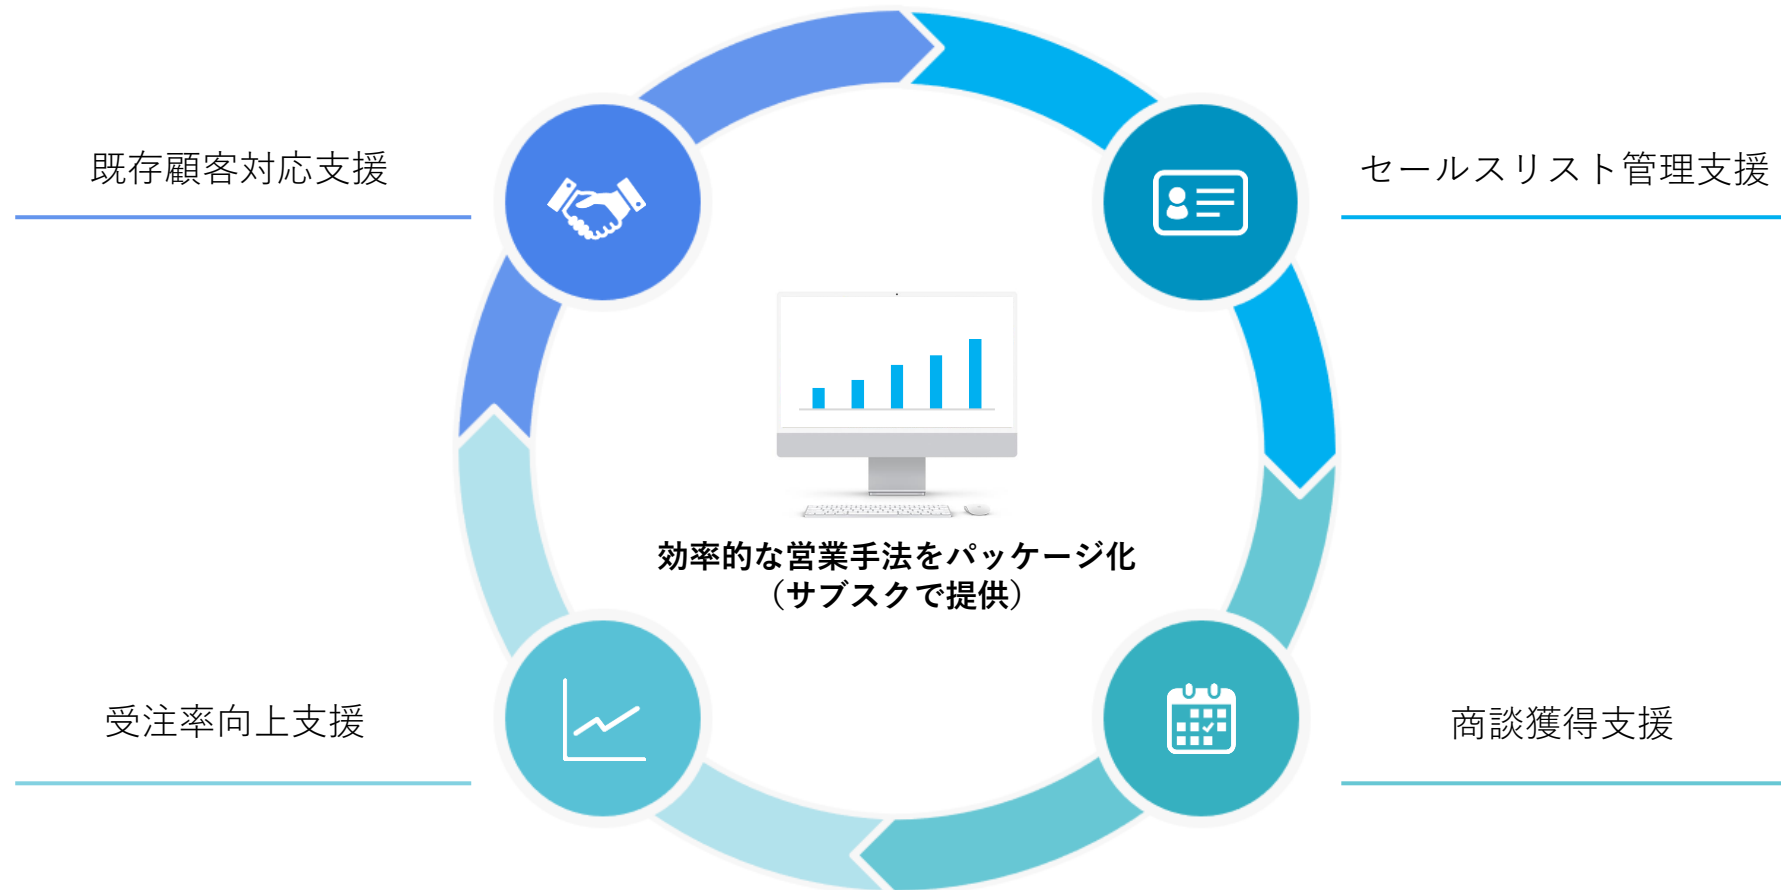 既存顧客対応支援
セールスリスト管理支援
効率的な営業手法をパッケージ化
（サブスクで提供）
受注率向上支援
商談獲得支援